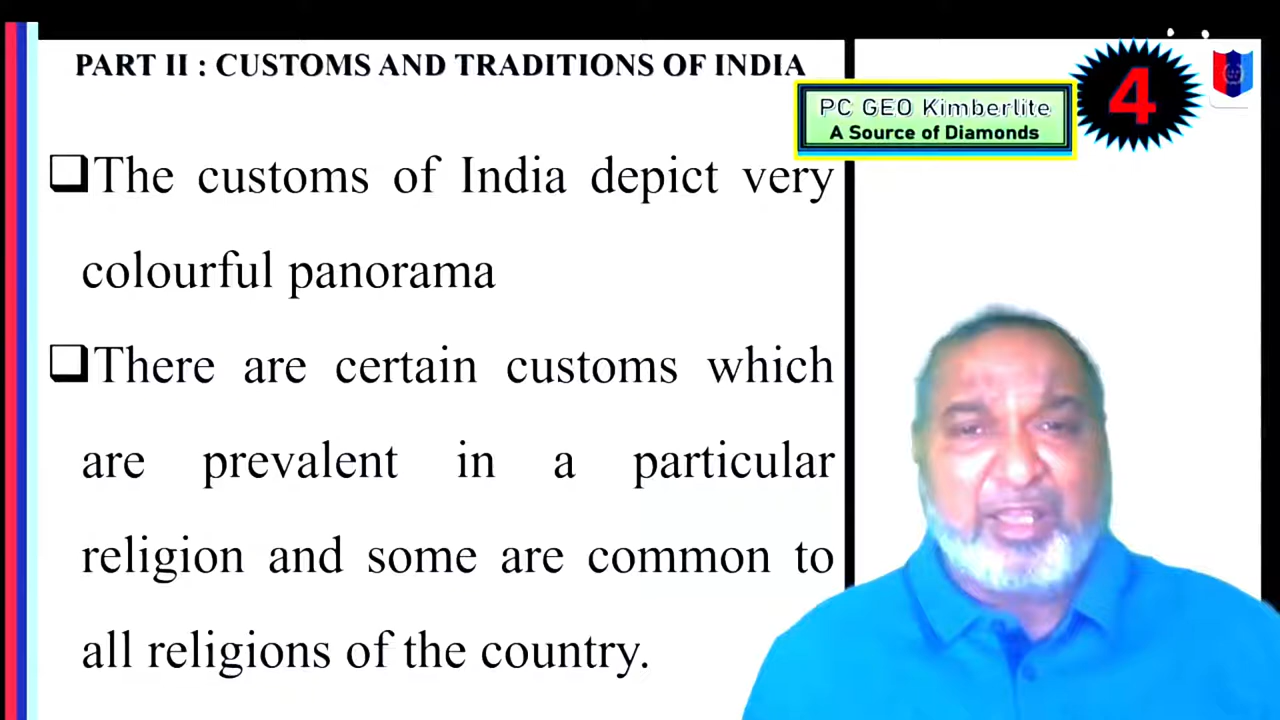 PART II : CUSTOMS AND TRADITIONS OF INDIA
PC GEO Kimberlite
A Source of Diamonds
4
The customs of India depict very
colourful panorama
There are certain customs which
are prevalent in a particular
religion and some are common to
all religions of the country.